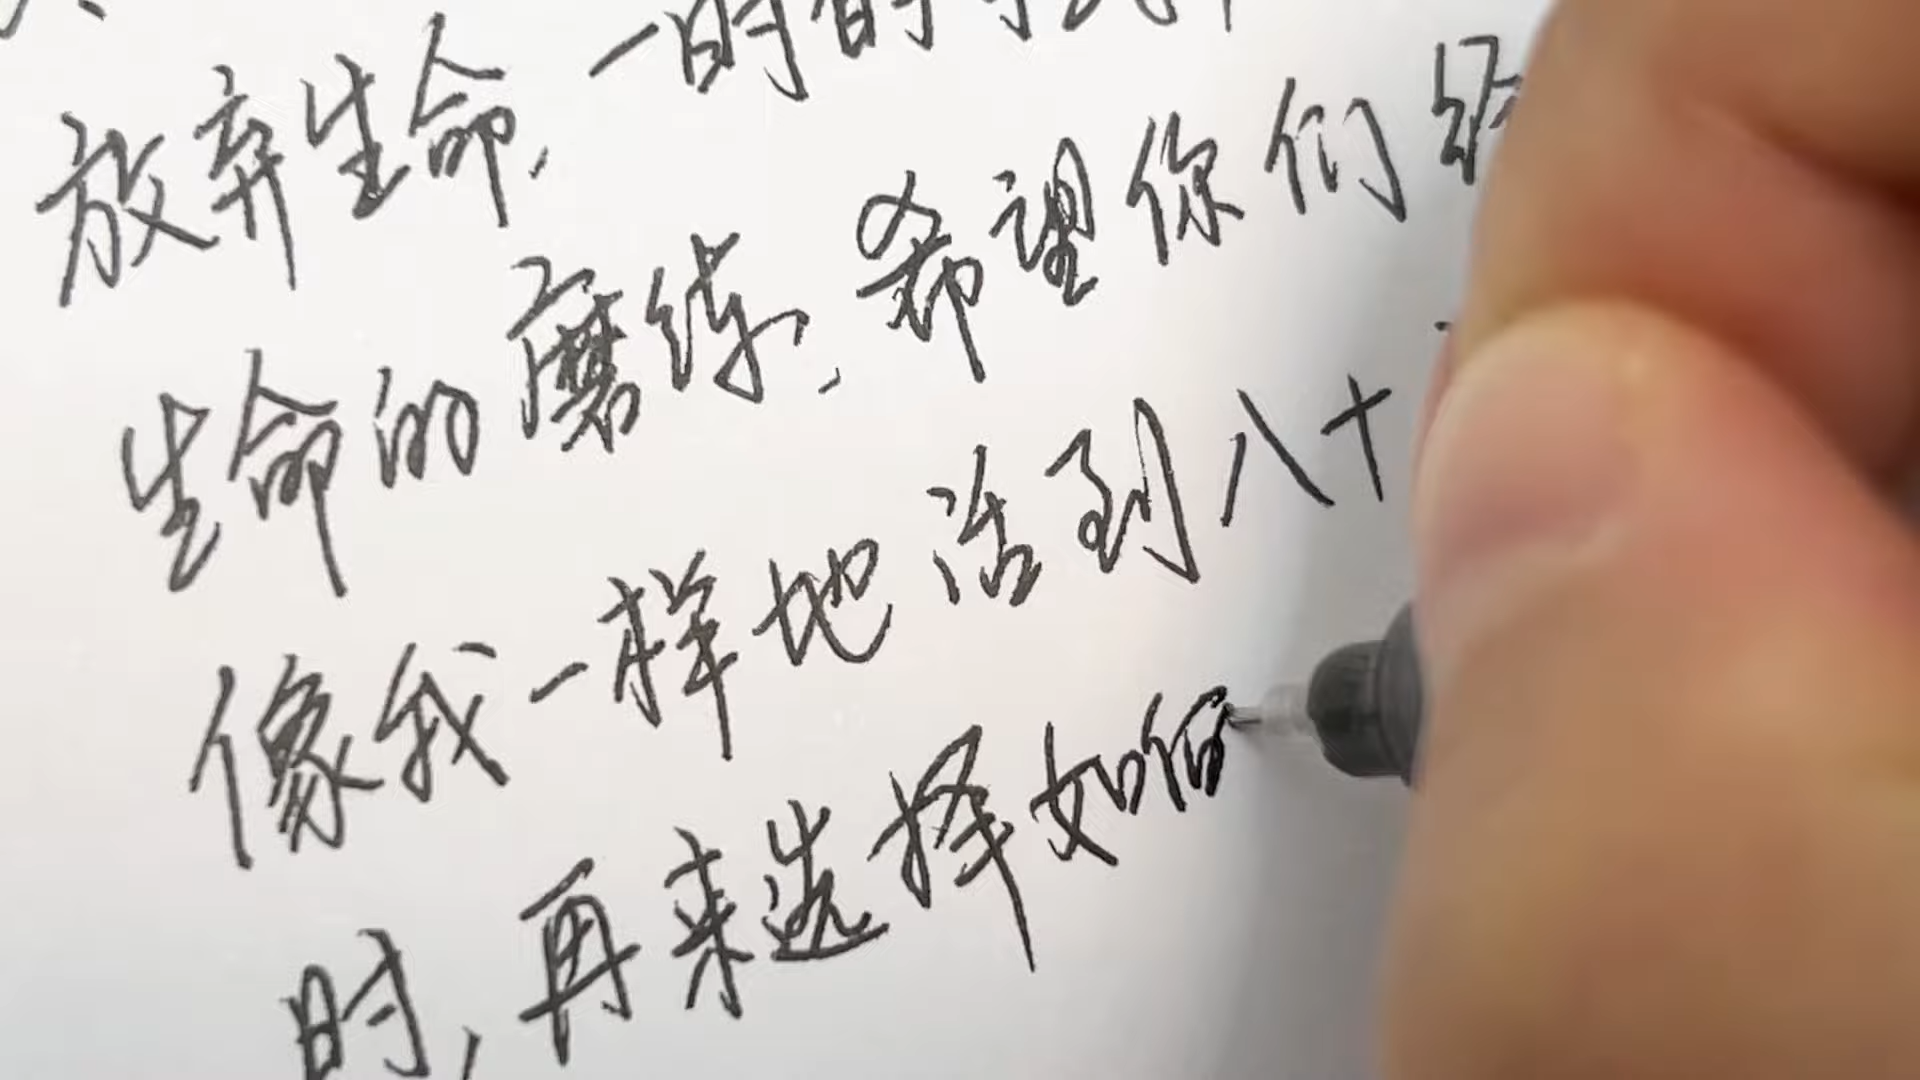 放弃生命，一时
生命的磨练，希望你们经
像我一样地活到八十
时，再来选择如何